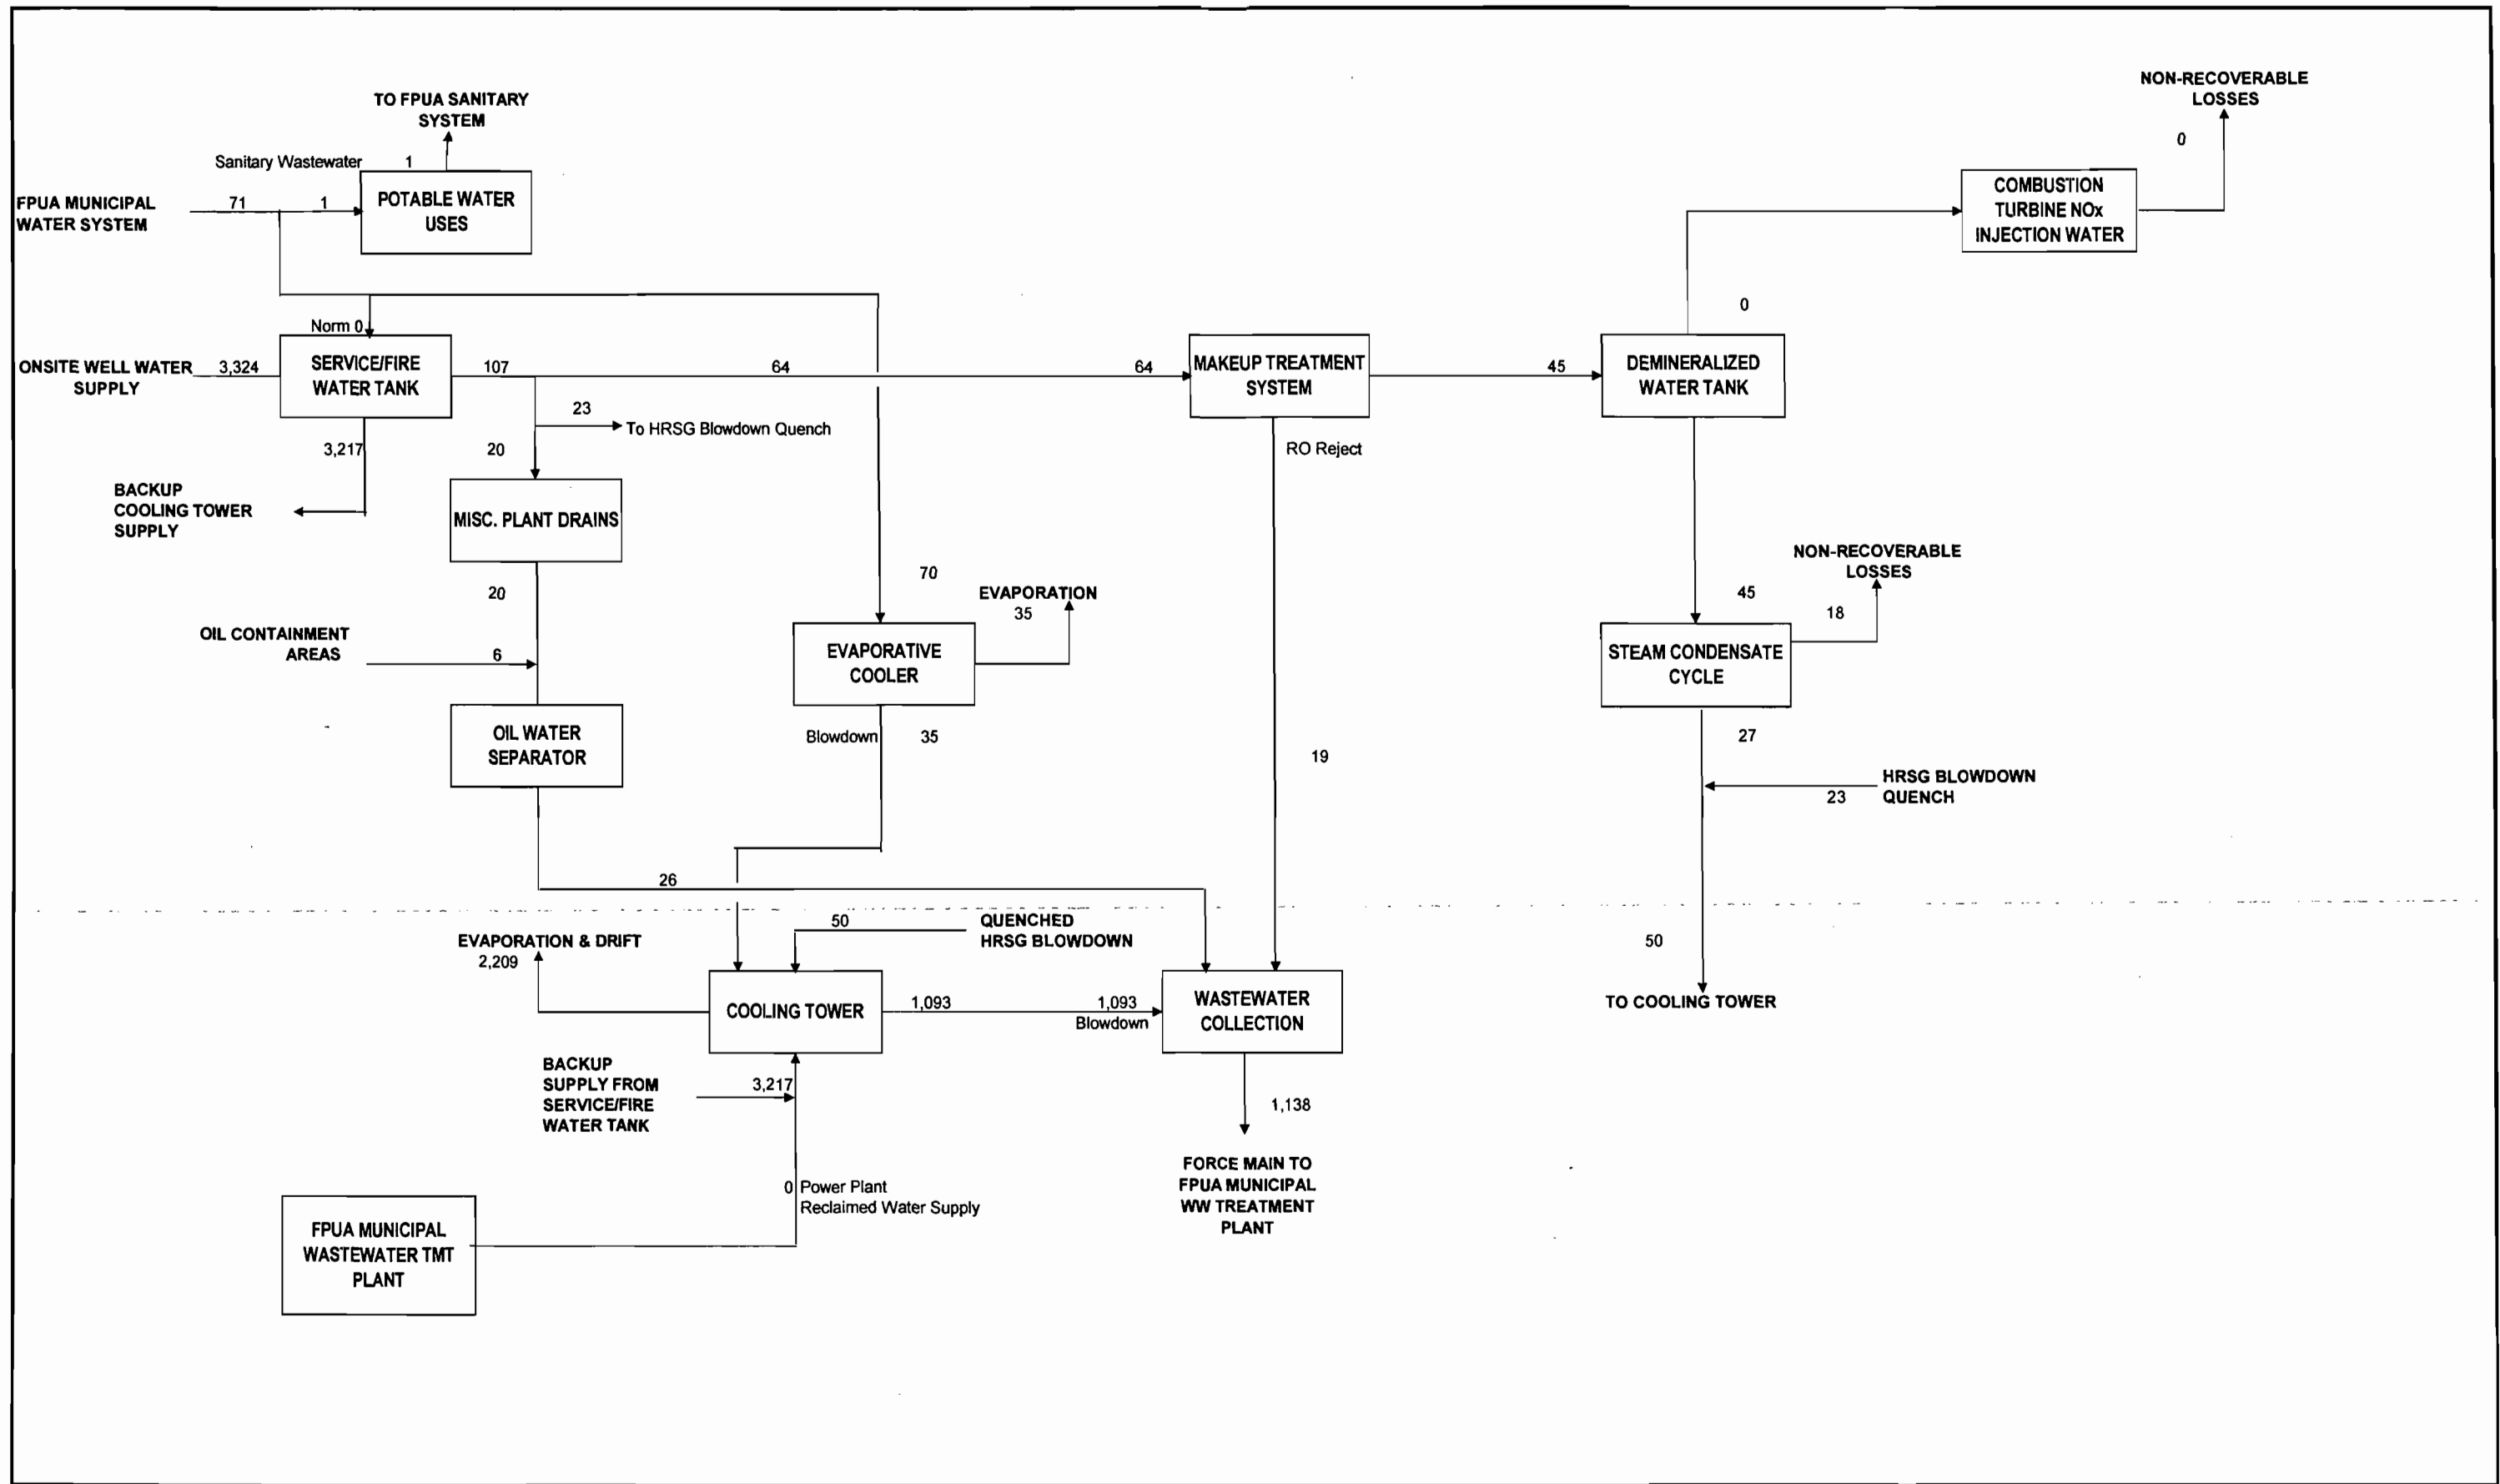 NON-RECOVERABLE
LOSSES
0
TO FPUA SANITARY
SYSTEM
Sanitary Wastewater 1
FPUA MUNICIPAL
WATER SYSTEM
71
1
POTABLE WATER
USES
COMBUSTION
TURBINE NOx
INJECTION WATER
0
Norm 0
ONSITE WELL WATER
SUPPLY
3,324
SERVICE/FIRE
WATER TANK
107
64
64
MAKEUP TREATMENT
SYSTEM
45
DEMINERALIZED
WATER TANK
23
To HRSG Blowdown Quench
3,217
20
RO Reject
BACKUP
COOLING TOWER
SUPPLY
MISC. PLANT DRAINS
20
70
EVAPORATION
35
NON-RECOVERABLE
LOSSES
45
18
OIL CONTAINMENT
AREAS
6
EVAPORATIVE
COOLER
STEAM CONDENSATE
CYCLE
OIL WATER
SEPARATOR
Blowdown
35
19
27
HRSG BLOWDOWN
QUENCH
23
26
50
QUENCHED
HRSG BLOWDOWN
EVAPORATION & DRIFT
2,209
50
COOLING TOWER
1,093
1,093
Blowdown
WASTEWATER
COLLECTION
TO COOLING TOWER
BACKUP
SUPPLY FROM
SERVICE/FIRE
WATER TANK
3,217
1,138
FORCE MAIN TO
FPUA MUNICIPAL
WW TREATMENT
PLANT
0 Power Plant
Reclaimed Water Supply
FPUA MUNICIPAL
WASTEWATER TMT
PLANT